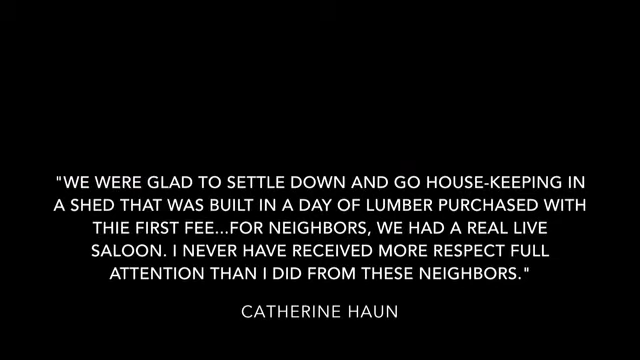 "WE WERE GLAD TO SETTLE DOWN AND GO HOUSE-KEEPING IN
A SHED THAT WAS BUILT IN A DAY OF LUMBER PURCHASED WITH
THIE FIRST FEE...FOR NEIGHBORS, WE HAD A REAL LIVE
SALOON. I NEVER HAVE RECEIVED MORE RESPECT FULL
ATTENTION THAN I DID FROM THESE NEIGHBORS."
CATHERINE HAUN